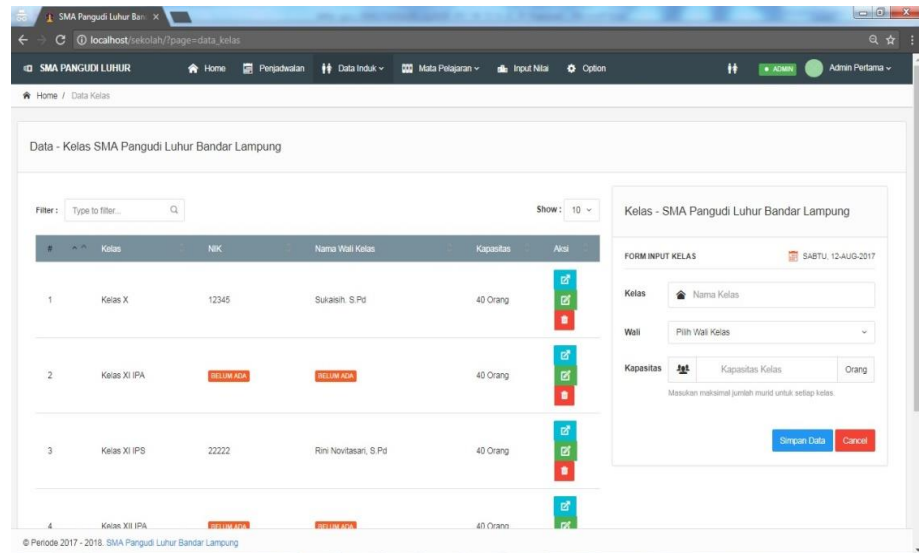 SMA Pangudi Luhur Ban
localhost/sekolah/?page=data_kelas
SMA PANGUDI LUHUR Home Penjadwalan Data Induk Mata Pelajaran Input Nilai Option ADMIN Admin Pertama
Home / Data Kelas
Data - Kelas SMA Pangudi Luhur Bandar Lampung
Filter : Type to filter... Show : 10
# Kelas NIK Nama Wali Kelas Kapasitas Aksi
1 Kelas X 12345 Sukaisih. S.Pd 40 Orang
2 Kelas XI IPA BELUM ADA BELUM ADA 40 Orang
3 Kelas XI IPS 22222 Rini Novitasari, S.Pd 40 Orang
4 Kelas XII IPA BELUM ADA BELUM ADA 40 Orang
Kelas - SMA Pangudi Luhur Bandar Lampung
FORM INPUT KELAS SABTU, 12-AUG-2017
Kelas Nama Kelas
Wali Pilih Wali Kelas
Kapasitas Kapasitas Kelas Orang
Masukan maksimal jumlah murid untuk setiap kelas.
Simpan Data Cancel
© Periode 2017 - 2018. SMA Pangudi Luhur Bandar Lampung